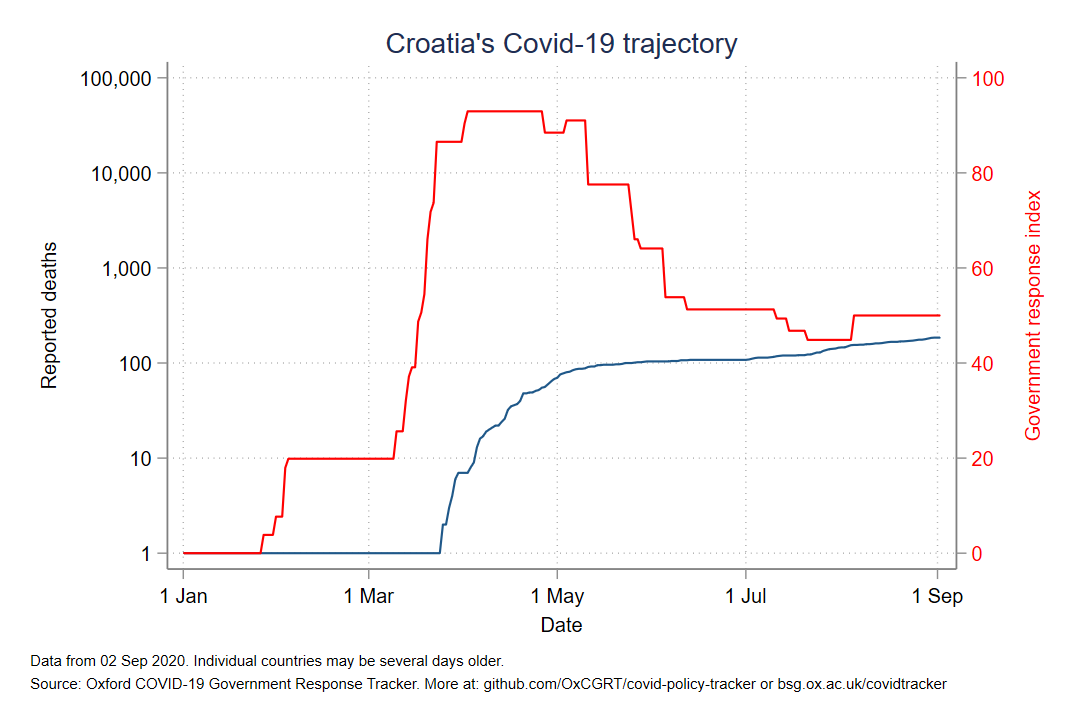 Croatia's Covid-19 trajectory
100,000
10,000
1,000
100
10
1
Reported deaths
100
80
60
40
20
0
Government response index
1 Jan
1 Mar
1 May
1 Jul
1 Sep
Date
Data from 02 Sep 2020. Individual countries may be several days older.
Source: Oxford COVID-19 Government Response Tracker. More at: github.com/OxCGRT/covid-policy-tracker or bsg.ox.ac.uk/covidtracker